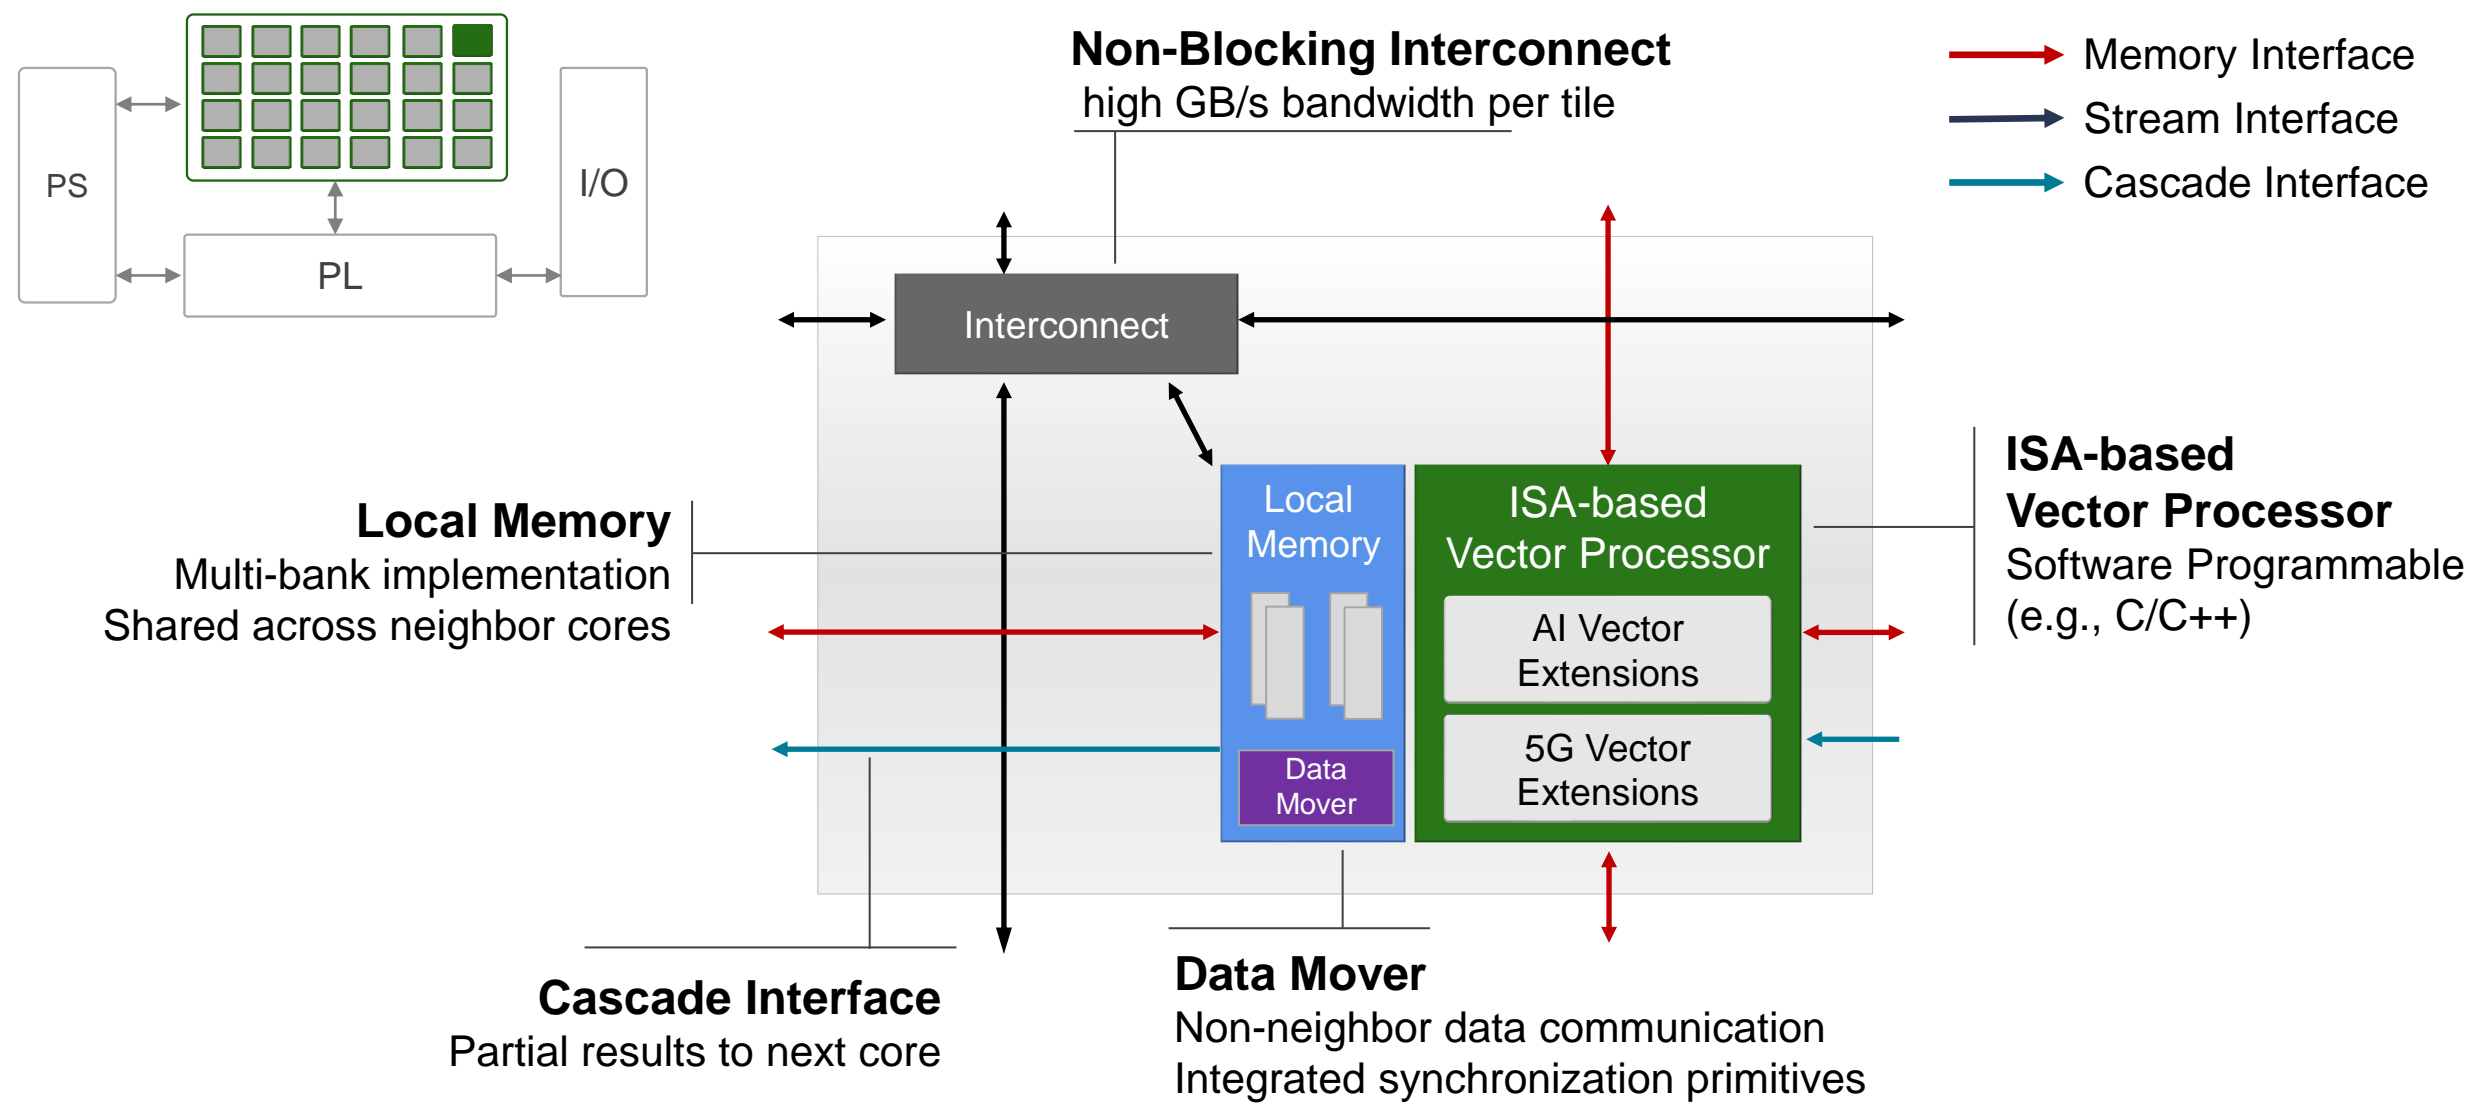 PS
PL
I/O
Non-Blocking Interconnect
high GB/s bandwidth per tile
Memory Interface
Stream Interface
Cascade Interface
Interconnect
Local Memory
Multi-bank implementation
Shared across neighbor cores
Local
Memory
Data
Mover
ISA-based
Vector Processor
AI Vector
Extensions
5G Vector
Extensions
ISA-based
Vector Processor
Software Programmable
(e.g., C/C++)
Cascade Interface
Partial results to next core
Data Mover
Non-neighbor data communication
Integrated synchronization primitives